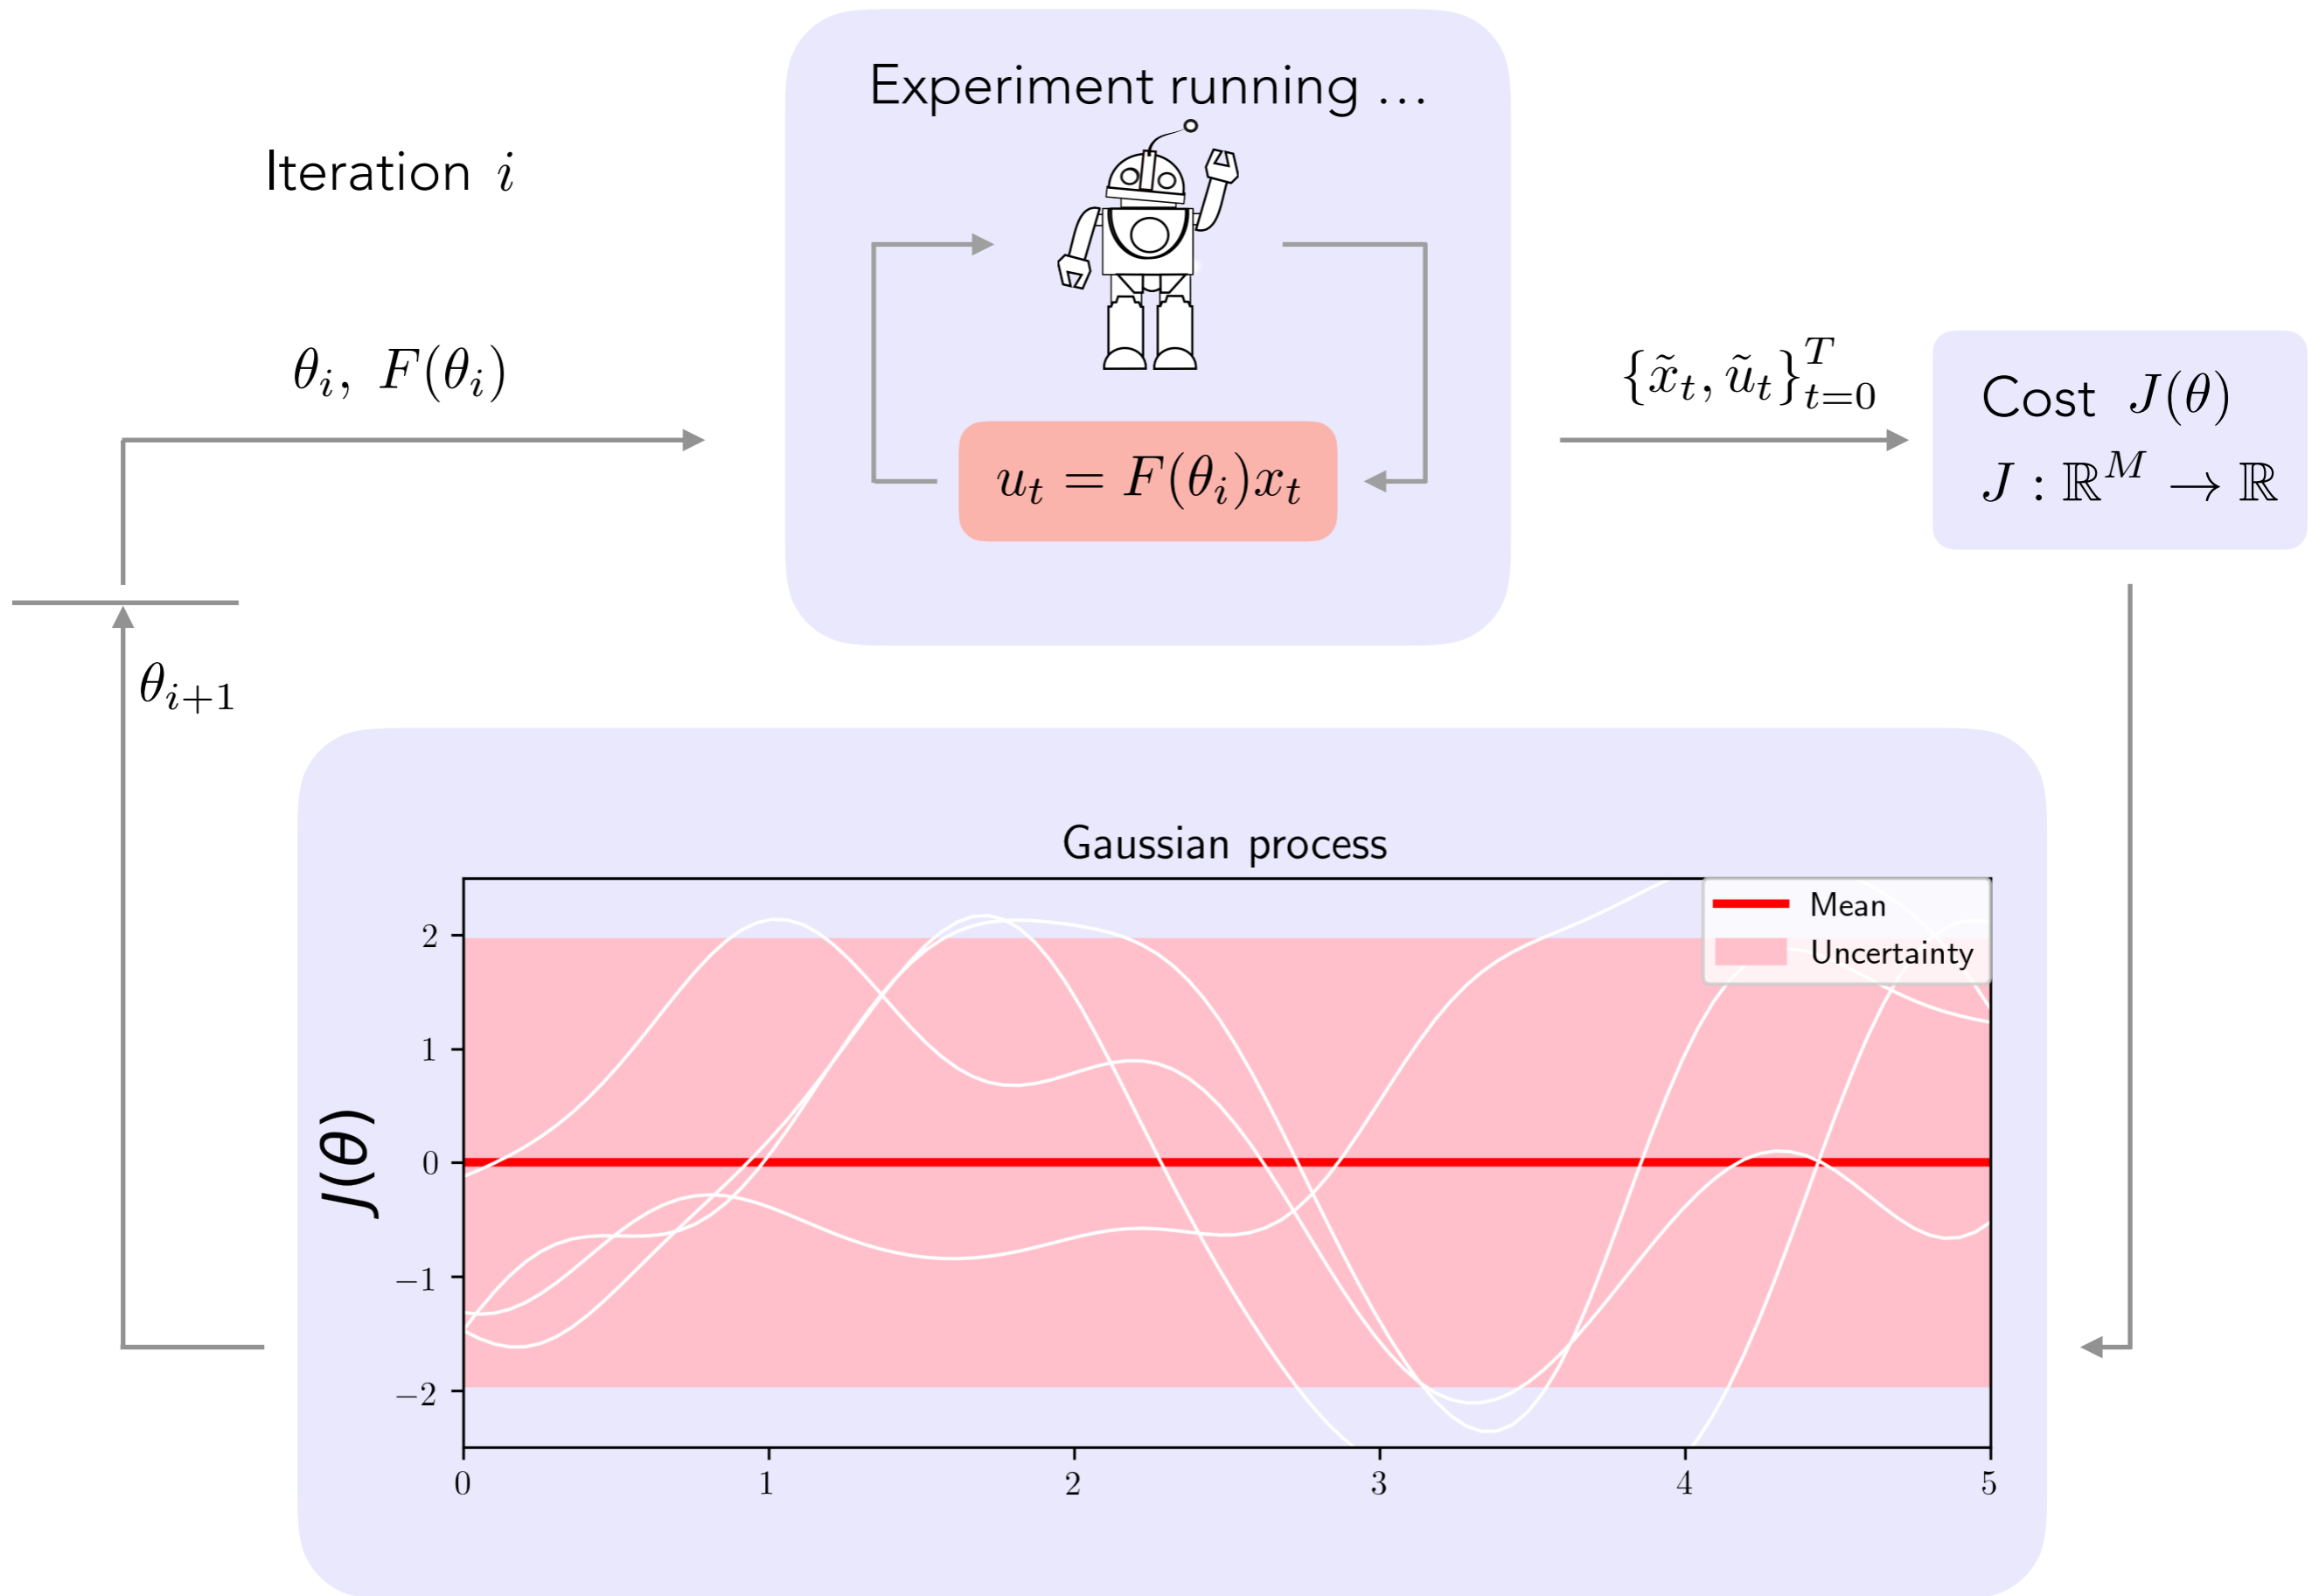 Experiment running …
Iteration i
θ_i, F(θ_i)
u_t = F(θ_i)x_t
{x̃_t, ũ_t}_{t=0}^T
Cost J(θ)
J : ℝ^M → ℝ
θ_{i+1}
Gaussian process
Mean
Uncertainty
J(θ)
2
1
0
−1
−2
0 1 2 3 4 5